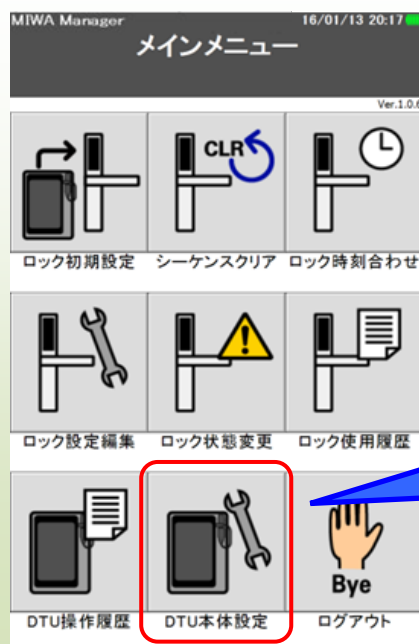 MIWA Manager 16/01/13 20:17
メインメニュー
Ver.1.0.6
CLR
ロック初期設定 シーケンスクリア ロック時刻合わせ
ロック設定編集 ロック状態変更 ロック使用履歴
Bye
DTU操作履歴 DTU本体設定 ログアウト